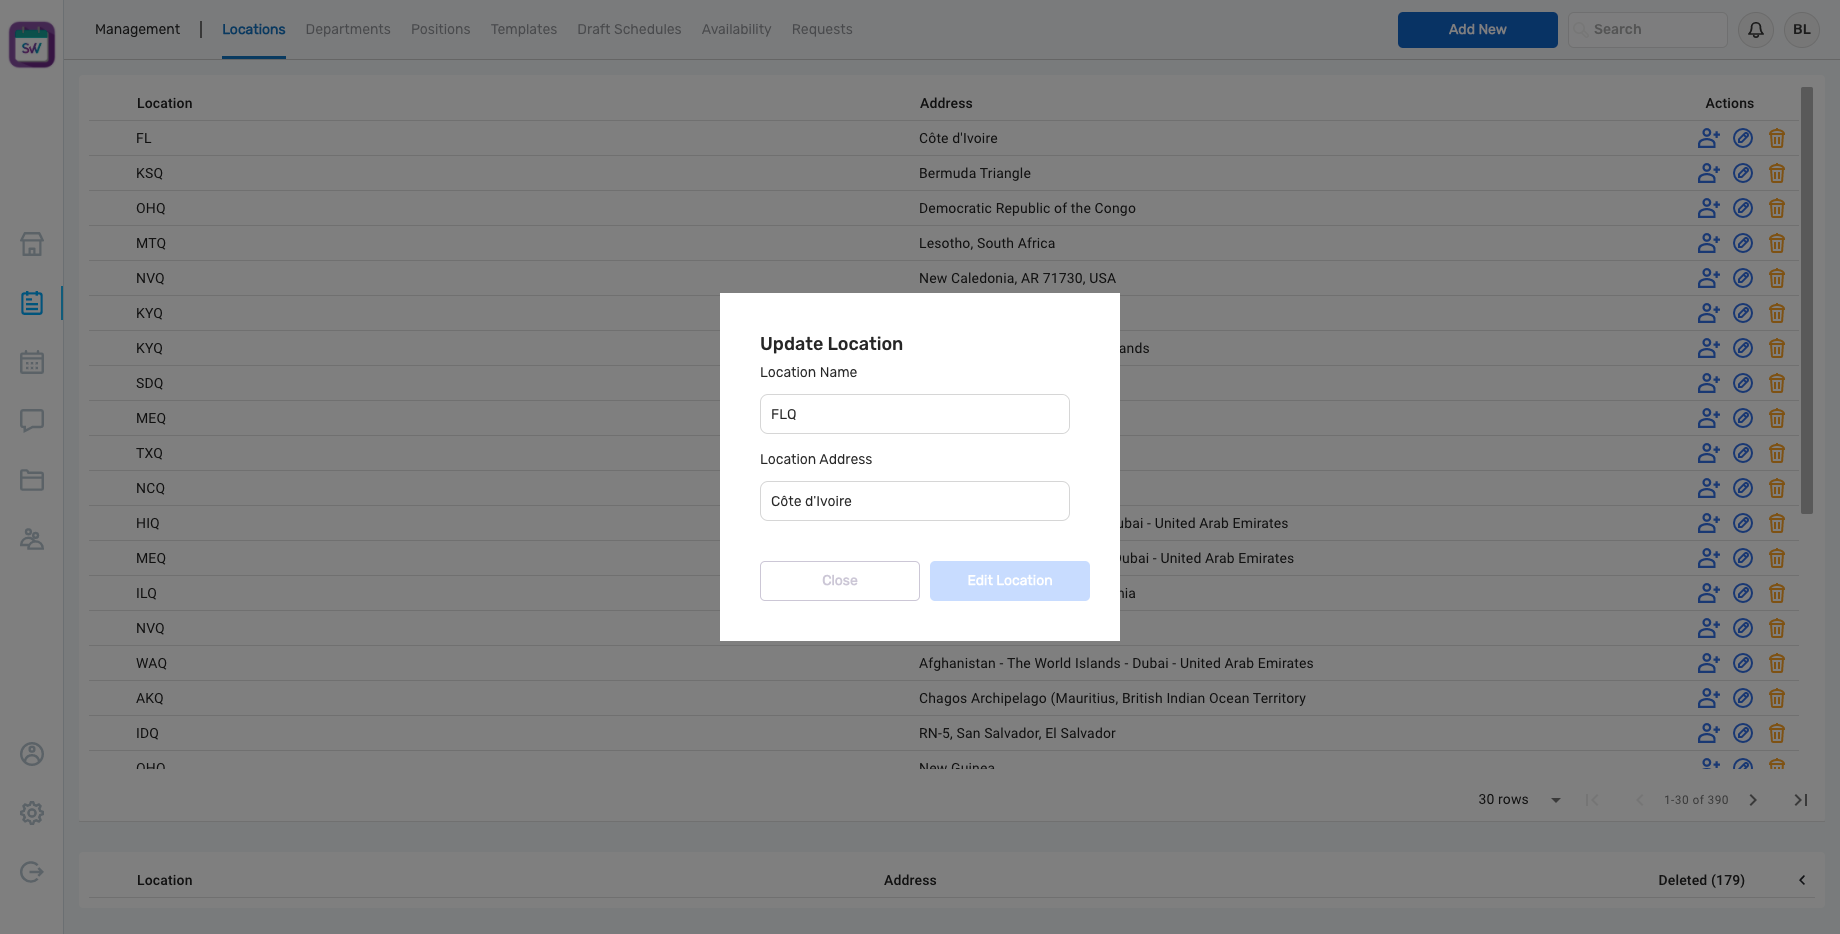 SW
Management | Locations Departments Positions Templates Draft Schedules Availability Requests Add New Search BL
Location Address Actions
FL Côte d'Ivoire
KSQ Bermuda Triangle
OHQ Democratic Republic of the Congo
MTQ Lesotho, South Africa
NVQ New Caledonia, AR 71730, USA
KYQ
KYQ ands
SDQ
MEQ
TXQ
NCQ
HIQ ubai - United Arab Emirates
MEQ Dubai - United Arab Emirates
ILQ nia
NVQ
WAQ Afghanistan - The World Islands - Dubai - United Arab Emirates
AKQ Chagos Archipelago (Mauritius, British Indian Ocean Territory
IDQ RN-5, San Salvador, El Salvador
OHQ New Guinea
Update Location
Location Name
FLQ
Location Address
Côte d'Ivoire
Close Edit Location
30 rows 1-30 of 390
Location Address Deleted (179)